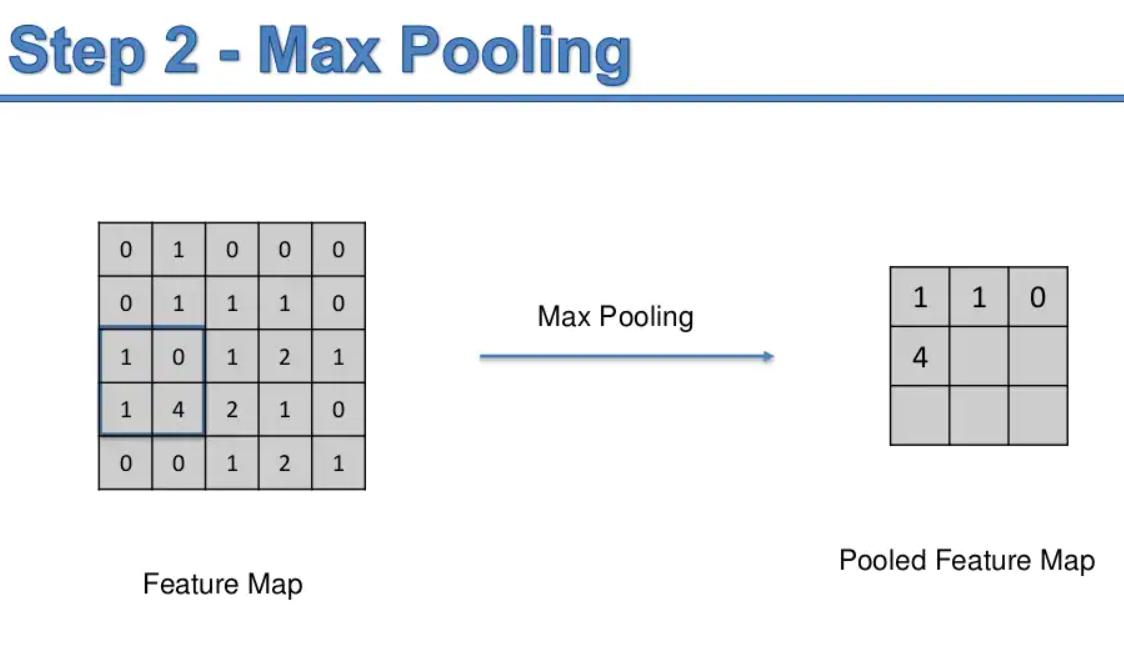 Step 2 - Max Pooling
0 1 0 0 0
0 1 1 1 0
1 0 1 2 1
1 4 2 1 0
0 0 1 2 1
Feature Map
Max Pooling
1 1 0
4
Pooled Feature Map